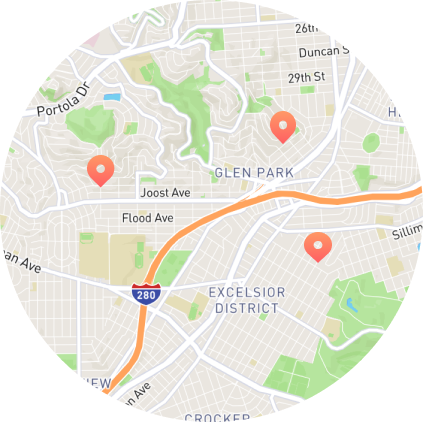 26th
Duncan S
29th St
Portola Dr
H
GLEN PARK
Joost Ave
Flood Ave
Sillim
an Ave
280
EXCELSIOR
DISTRICT
IEW
n Ave
CROCKER